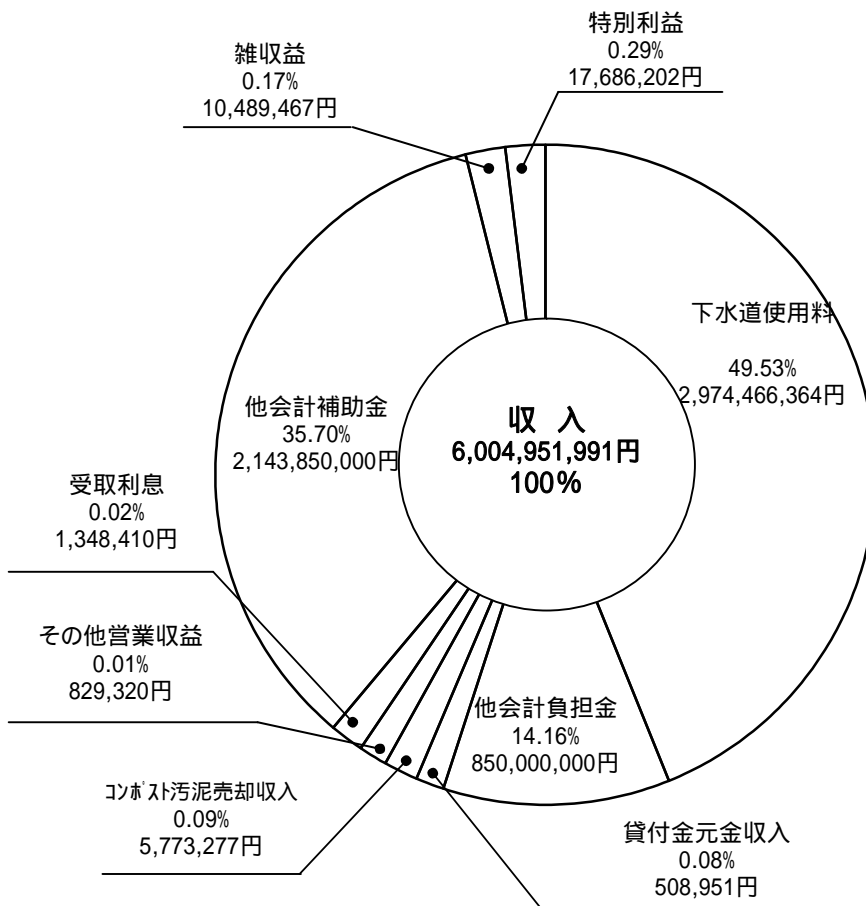 特別利益
0.29%
17,686,202円
雑収益
0.17%
10,489,467円
下水道使用料
49.53%
2,974,466,364円
他会計補助金
35.70%
2,143,850,000円
収 入
6,004,951,991円
100%
受取利息
0.02%
1,348,410円
その他営業収益
0.01%
829,320円
他会計負担金
14.16%
850,000,000円
ｺﾝﾎﾟｽﾄ汚泥売却収入
0.09%
5,773,277円
貸付金元金収入
0.08%
508,951円